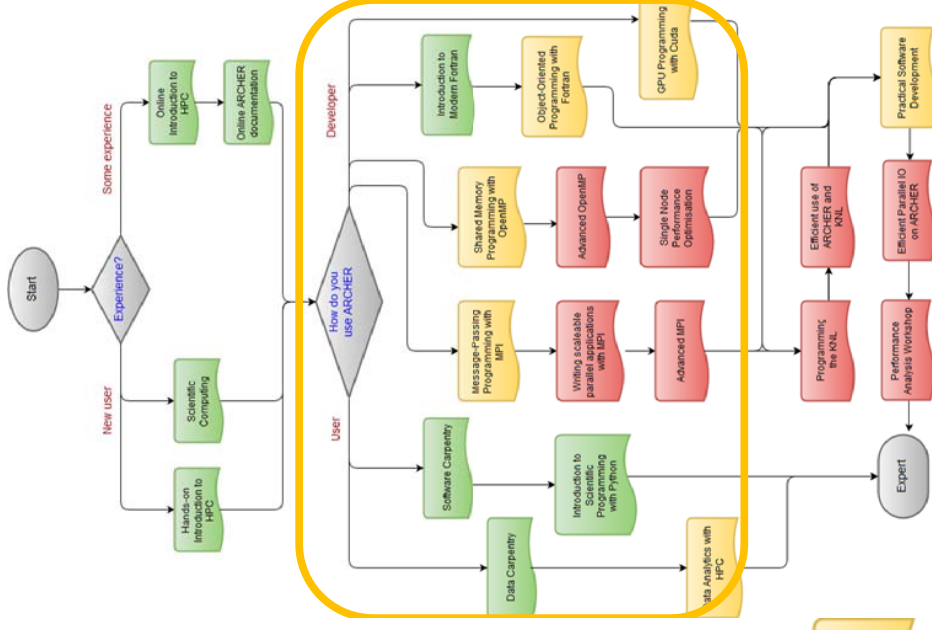 Start
Experience?
New user
Some experience
Hands-on
Introduction to
HPC
Scientific
Computing
Online
Introduction to
HPC
Online ARCHER
documentation
How do you
use ARCHER
User
Developer
Data Carpentry
Data Analytics with
HPC
Software Carpentry
Introduction to
Scientific
Programming
with Python
Message-Passing
Programming with
MPI
Writing scaleable
parallel applications
with MPI
Advanced MPI
Shared Memory
Programming with
OpenMP
Advanced OpenMP
Single Node
Performance
Optimisation
Introduction to
Modern Fortran
Object-Oriented
Programming with
Fortran
GPU Programming
with Cuda
Programming
the KNL
Efficient use of
ARCHER and
KNL
Practical Software
Development
Efficient Parallel IO
on ARCHER
Performance
Analysis Workshop
Expert